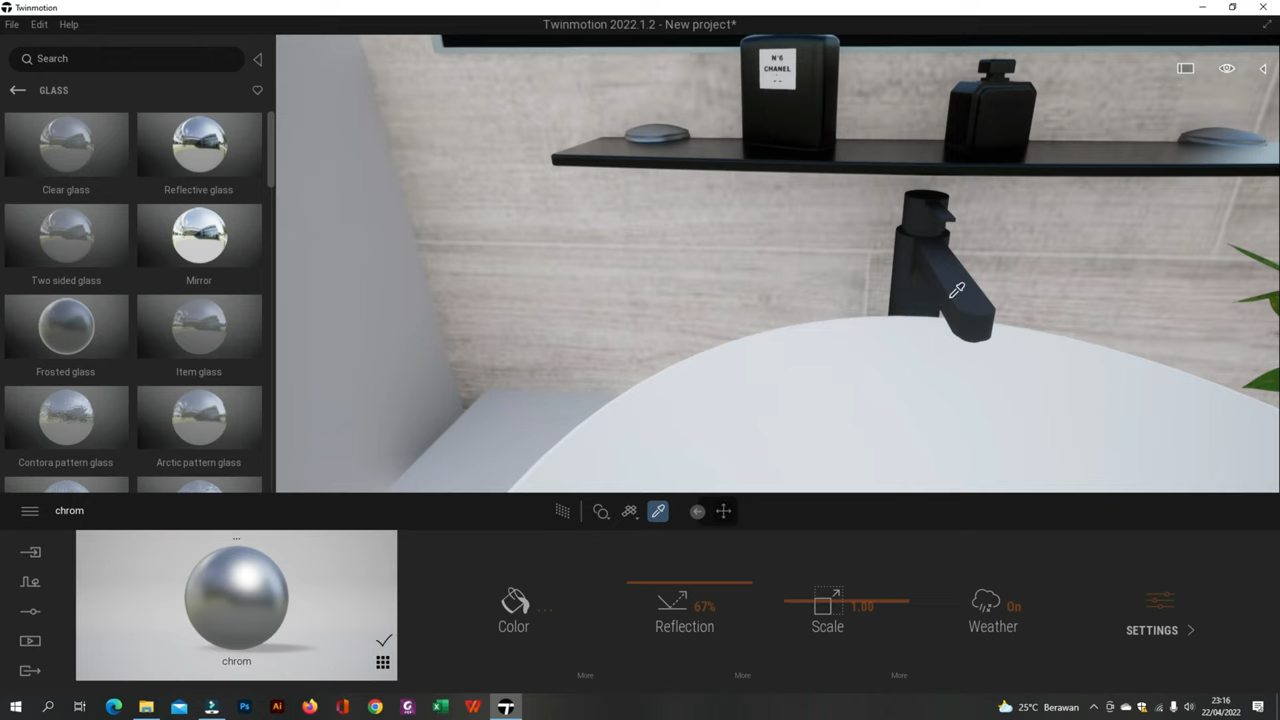 Twinmotion
File Edit Help
Twinmotion 2022.1.2 - New project*
Search
GLASS
Clear glass
Reflective glass
Two sided glass
Mirror
Frosted glass
Item glass
Contora pattern glass
Arctic pattern glass
N°6
CHANEL
chrom
...
chrom
Color
...
More
67%
Reflection
More
1.00
Scale
More
On
Weather
SETTINGS
25°C Berawan
23:16
22/04/2022